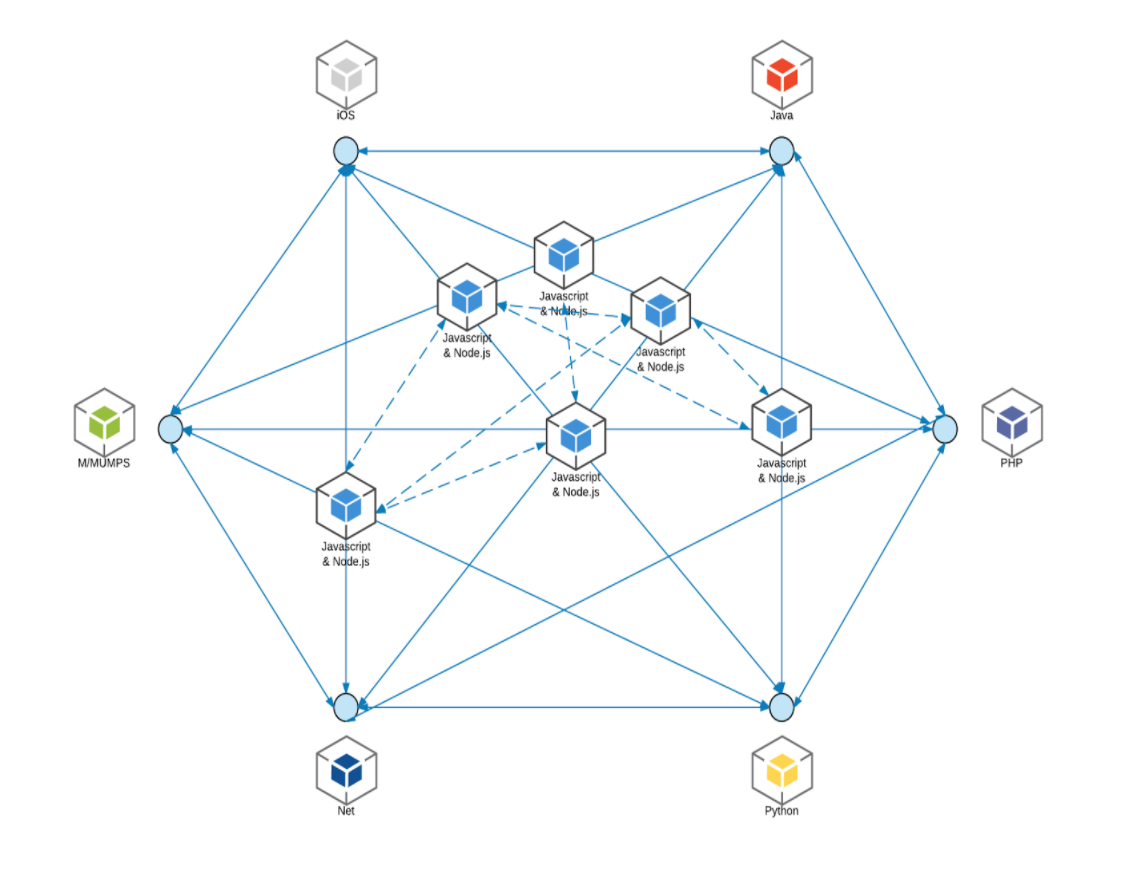 iOS
Java
Javascript
& Node.js
Javascript
& Node.js
Javascript
& Node.js
M/MUMPS
Javascript
& Node.js
Javascript
& Node.js
PHP
Javascript
& Node.js
Net
Python